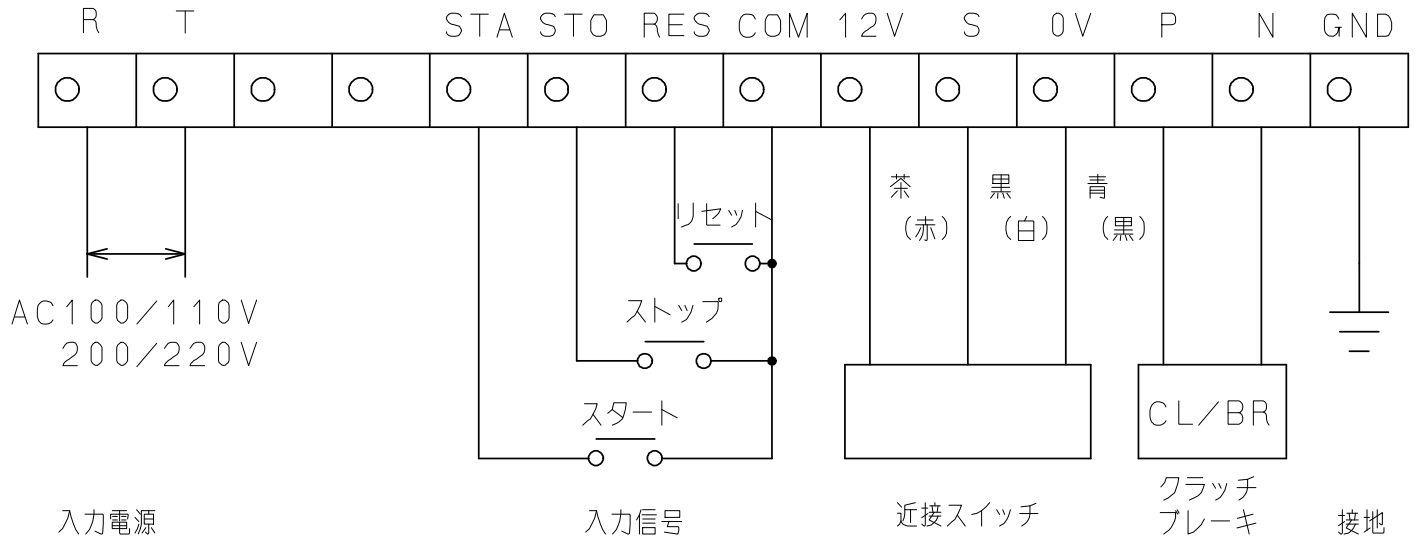 R T STA STO RES COM 12V S 0V P N GND
茶 黒 青
(赤) (白) (黒)
リセット
AC100/110V
ストップ
200/220V
スタート
CL/BR
入力電源
入力信号
近接スイッチ
クラッチ
ブレーキ
接地